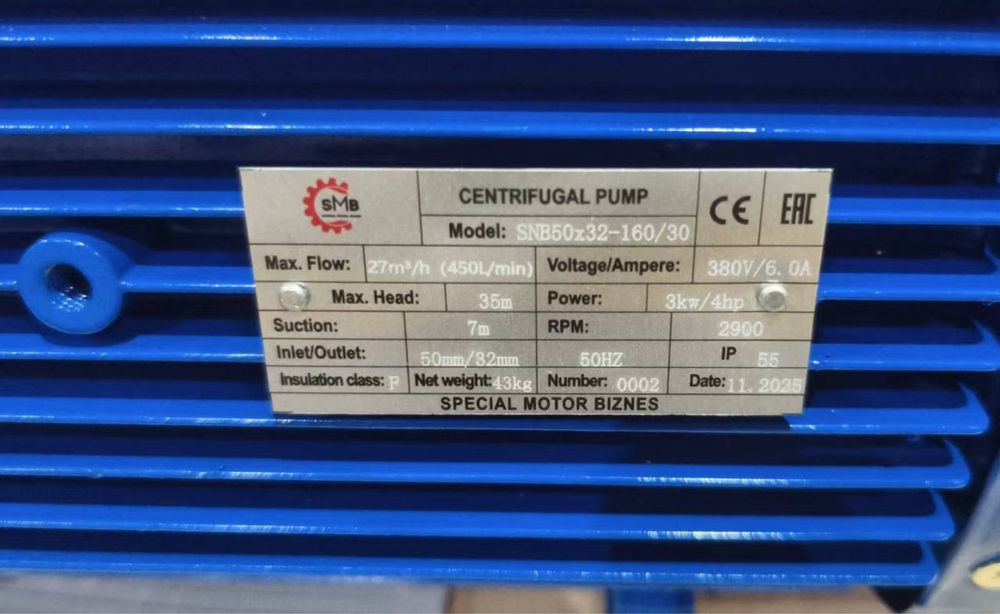 SMB
CENTRIFUGAL PUMP
CE
EAC
Model: SNB50x32-160/30
Max. Flow: 27m³/h (450L/min) Voltage/Ampere: 380V/6.0A
Max. Head: 35m Power: 3kw/4hp
Suction: 7m RPM: 2900
Inlet/Outlet: 50mm/32mm 50HZ IP 55
Insulation class: F Net weight: 43kg Number: 0002 Date: 11.2025
SPECIAL MOTOR BIZNES